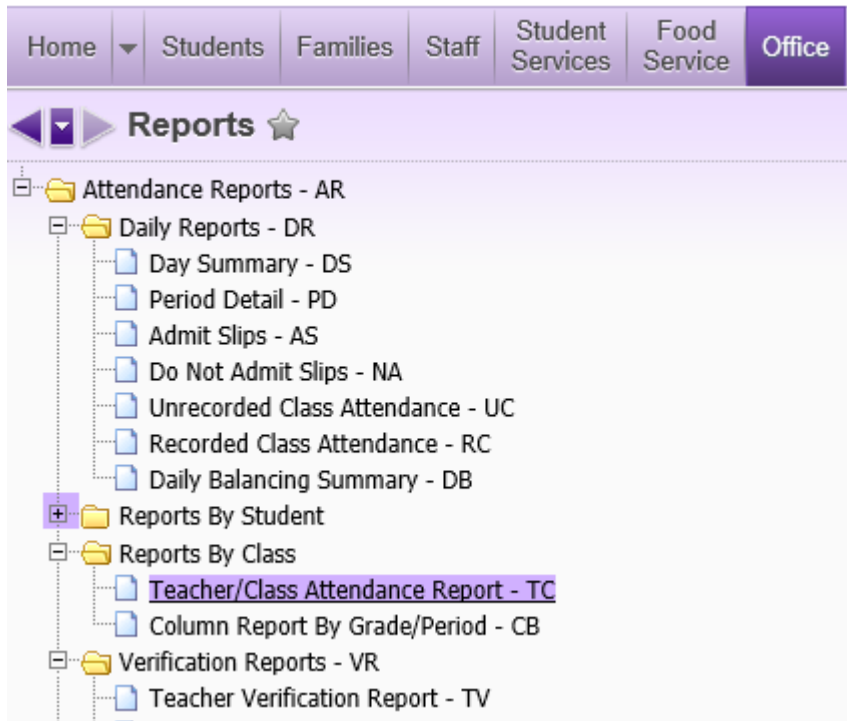 Home Students Families Staff Student Services Food Service Office
Reports
Attendance Reports - AR
Daily Reports - DR
Day Summary - DS
Period Detail - PD
Admit Slips - AS
Do Not Admit Slips - NA
Unrecorded Class Attendance - UC
Recorded Class Attendance - RC
Daily Balancing Summary - DB
Reports By Student
Reports By Class
Teacher/Class Attendance Report - TC
Column Report By Grade/Period - CB
Verification Reports - VR
Teacher Verification Report - TV